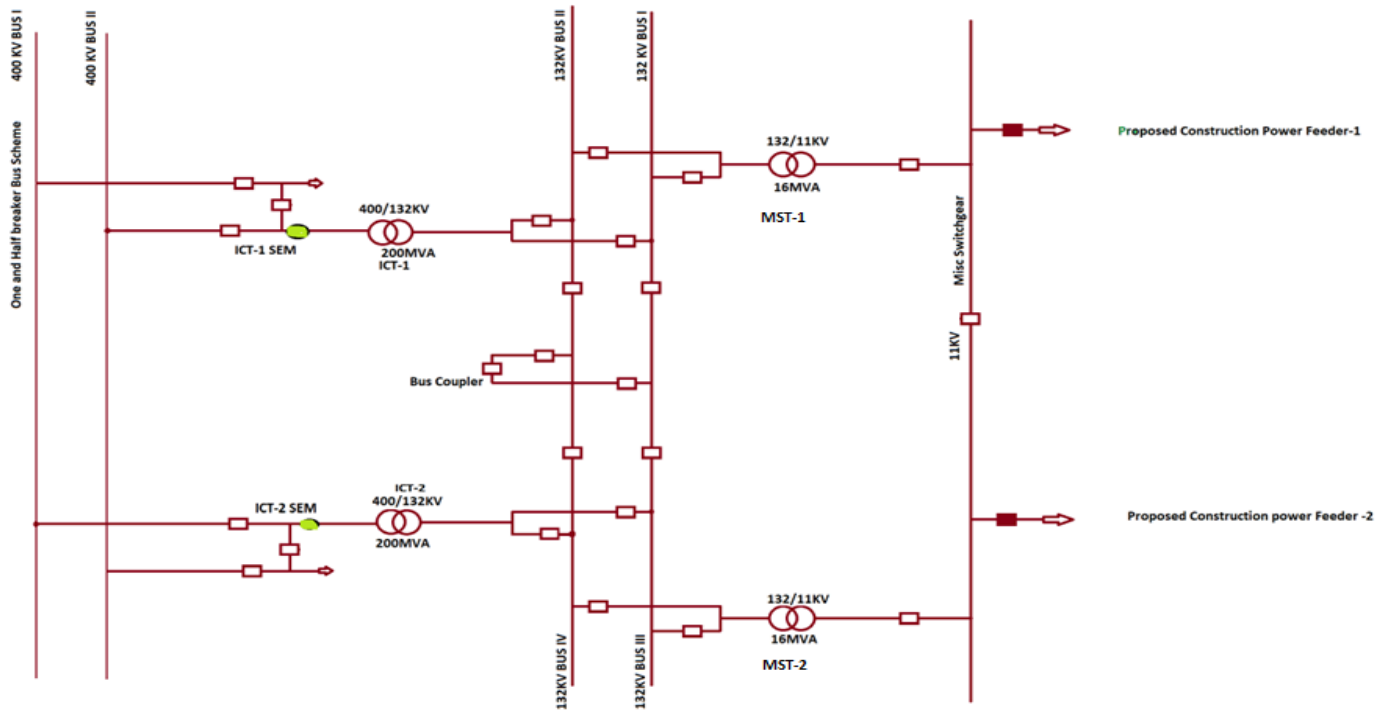 400 KV BUS I
400 KV BUS II
132KV BUS II
132 KV BUS I
One and Half breaker Bus Scheme
132/11KV
16MVA
MST-1
Proposed Construction Power Feeder-1
400/132KV
200MVA
ICT-1
ICT-1 SEM
Misc Switchgear
11KV
Bus Coupler
ICT-2 SEM
ICT-2
400/132KV
200MVA
Proposed Construction power Feeder -2
132/11KV
16MVA
MST-2
132KV BUS IV
132KV BUS III